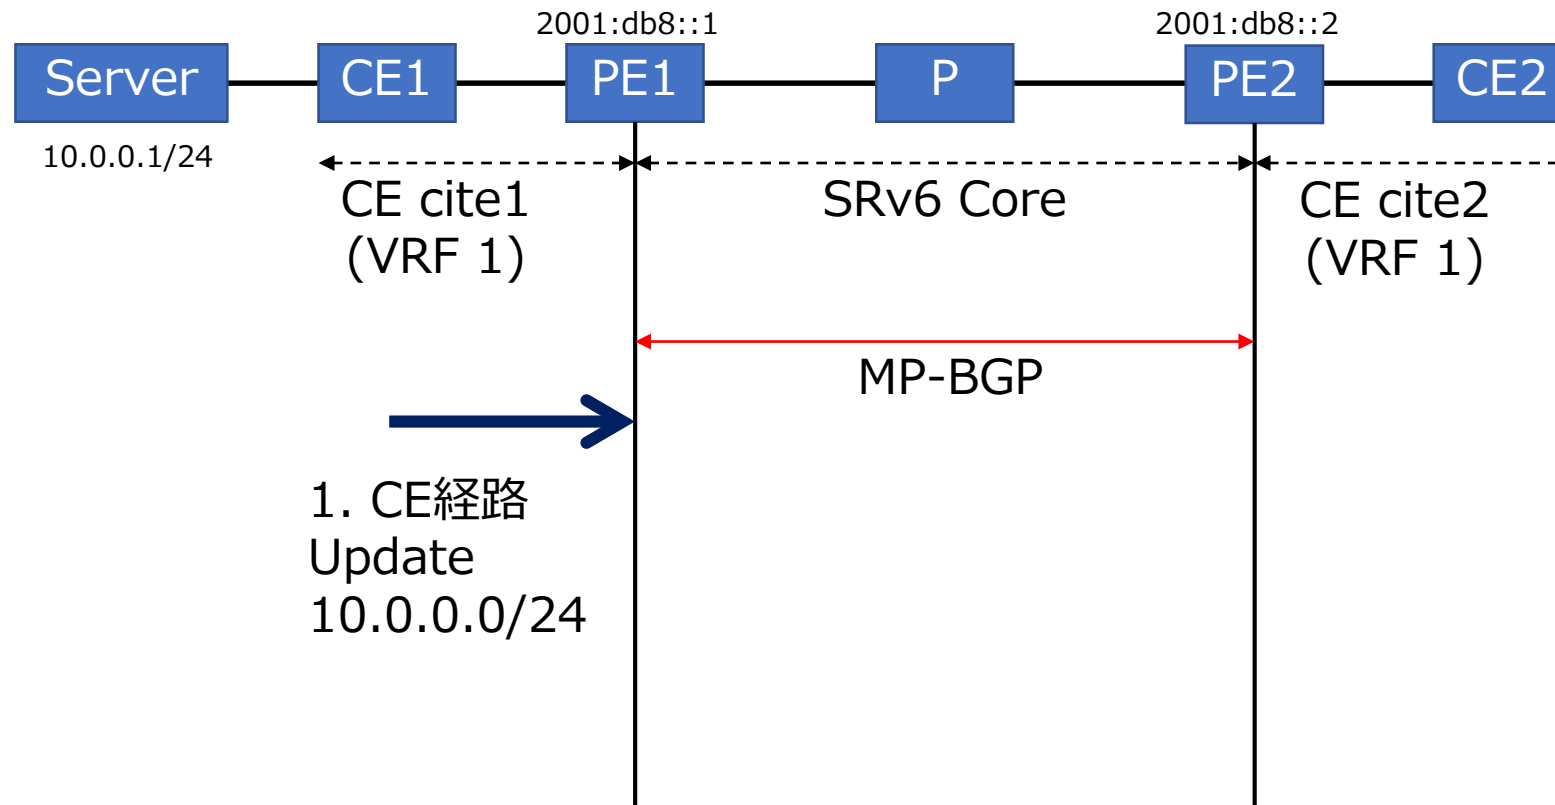 2001:db8::1
2001:db8::2
Server
CE1
PE1
P
PE2
CE2
10.0.0.1/24
CE cite1
(VRF 1)
SRv6 Core
CE cite2
(VRF 1)
MP-BGP
1. CE経路
Update
10.0.0.0/24